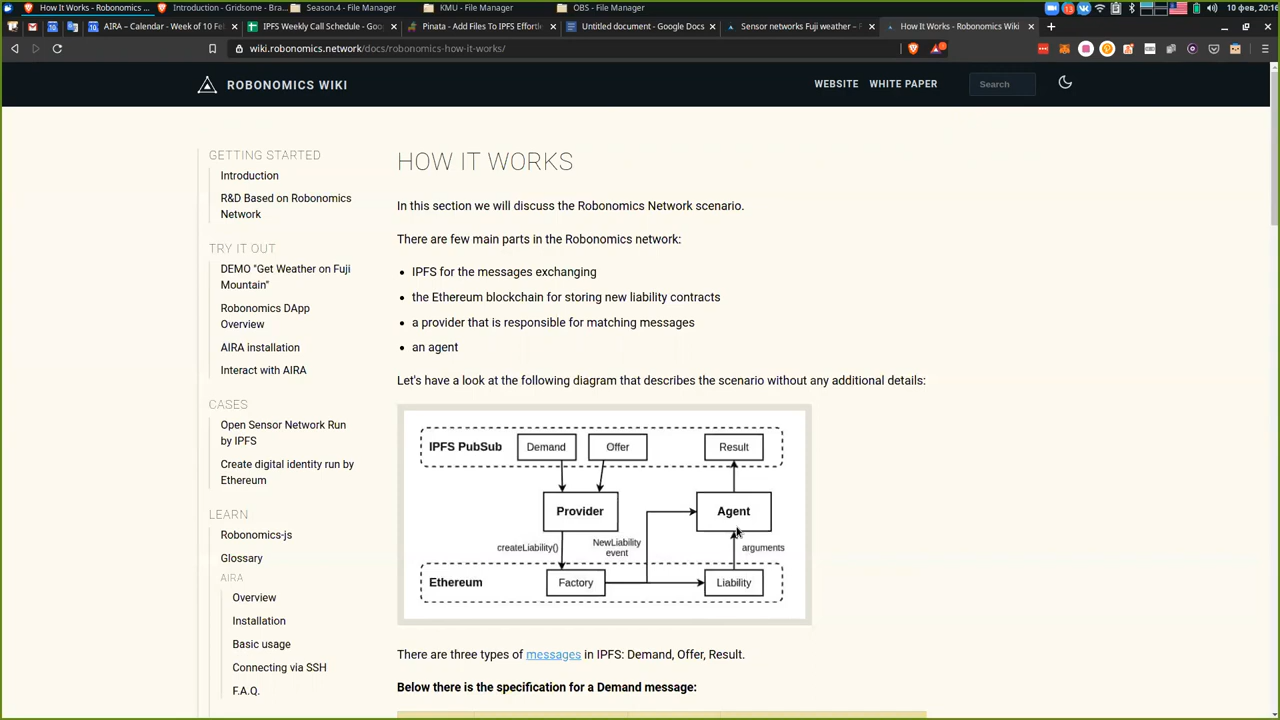 How It Works - Robonomics ...
Introduction - Gridsome - Bra...
Season.4 - File Manager
KMU - File Manager
OBS - File Manager
13
10 фев, 20:16
AIRA – Calendar - Week of 10 Feb
IPFS Weekly Call Schedule - Goo
Pinata - Add Files To IPFS Effortle
Untitled document - Google Docs
Sensor networks Fuji weather –
How It Works - Robonomics Wiki
wiki.robonomics.network/docs/robonomics-how-it-works/
ROBONOMICS WIKI
WEBSITE
WHITE PAPER
Search
GETTING STARTED
Introduction
R&D Based on Robonomics
Network
TRY IT OUT
DEMO "Get Weather on Fuji
Mountain"
Robonomics DApp
Overview
AIRA installation
Interact with AIRA
CASES
Open Sensor Network Run
by IPFS
Create digital identity run by
Ethereum
LEARN
Robonomics-js
Glossary
AIRA
Overview
Installation
Basic usage
Connecting via SSH
F.A.Q.
HOW IT WORKS
In this section we will discuss the Robonomics Network scenario.
There are few main parts in the Robonomics network:
• IPFS for the messages exchanging
• the Ethereum blockchain for storing new liability contracts
• a provider that is responsible for matching messages
• an agent
Let's have a look at the following diagram that describes the scenario without any additional details:
IPFS PubSub
Demand
Offer
Result
Provider
Agent
createLiability()
NewLiability
event
arguments
Ethereum
Factory
Liability
There are three types of messages in IPFS: Demand, Offer, Result.
Below there is the specification for a Demand message: